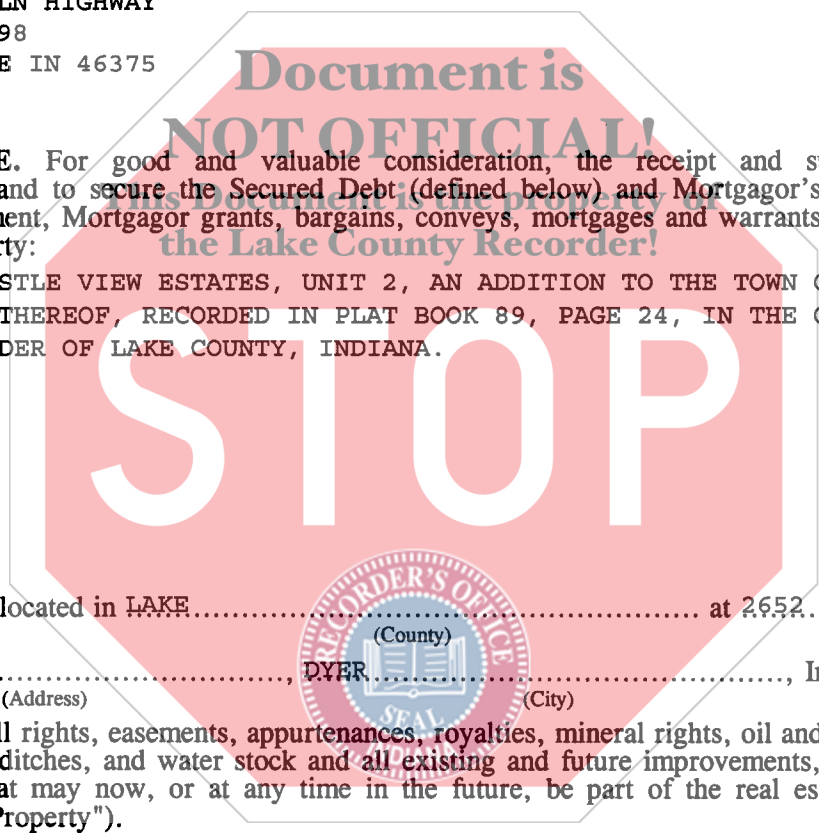 LN HIGHWAY
98
E IN 46375
Document is
NOT OFFICIAL!
E. For good and valuable consideration, the receipt and s
and to secure the Secured Debt (defined below) and Mortgagor's
This Document is the property of
ent, Mortgagor grants, bargains, conveys, mortgages and warrants
rty:
the Lake County Recorder!
STLE VIEW ESTATES, UNIT 2, AN ADDITION TO THE TOWN
THEREOF, RECORDED IN PLAT BOOK 89, PAGE 24, IN THE
DER OF LAKE COUNTY, INDIANA.
STOP
located in LAKE at 2652
(County)
DYER, In
(Address) (City)
RECORDER'S OFFICE
SEAL
INDIANA
ll rights, easements, appurtenances, royalties, mineral rights, oil and
ditches, and water stock and all existing and future improvements,
at may now, or at any time in the future, be part of the real es
Property").